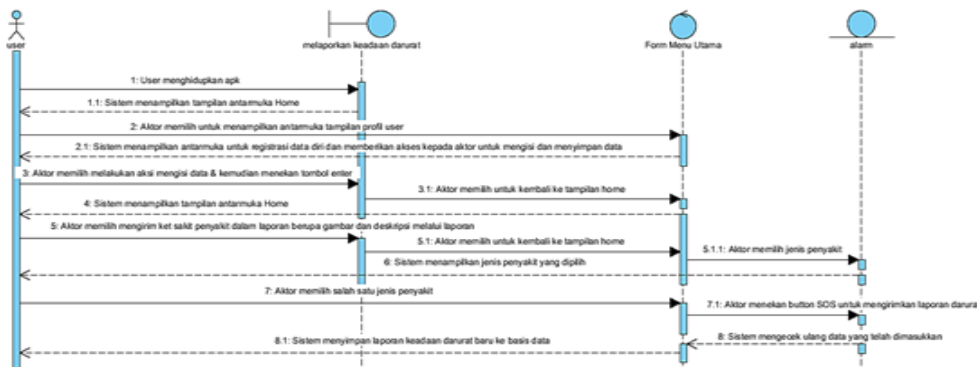 user
melaporkan keadaan darurat
Form Menu Utama
alarm
1: User menghidupkan apk
1.1: Sistem menampilkan tampilan antarmuka Home
2: Aktor memilih untuk menampilkan antarmuka tampilan profil user
2.1: Sistem menampilkan antarmuka untuk registrasi data diri dan memberikan akses kepada aktor untuk mengisi dan menyimpan data
3: Aktor memilih melakukan aksi mengisi data & kemudian menekan tombol enter
3.1: Aktor memilih untuk kembali ke tampilan home
4: Sistem menampilkan tampilan antarmuka Home
5: Aktor memilih mengirim ket sakit penyakit dalam laporan berupa gambar dan deskripsi melalui laporan
5.1: Aktor memilih untuk kembali ke tampilan home
5.1.1: Aktor memilih jenis penyakit
6: Sistem menampilkan jenis penyakit yang dipilih
7: Aktor memilih salah satu jenis penyakit
7.1: Aktor menekan button SOS untuk mengirimkan laporan darura
8: Sistem mengecek ulang data yang telah dimasukkan
8.1: Sistem menyimpan laporan keadaan darurat baru ke basis data